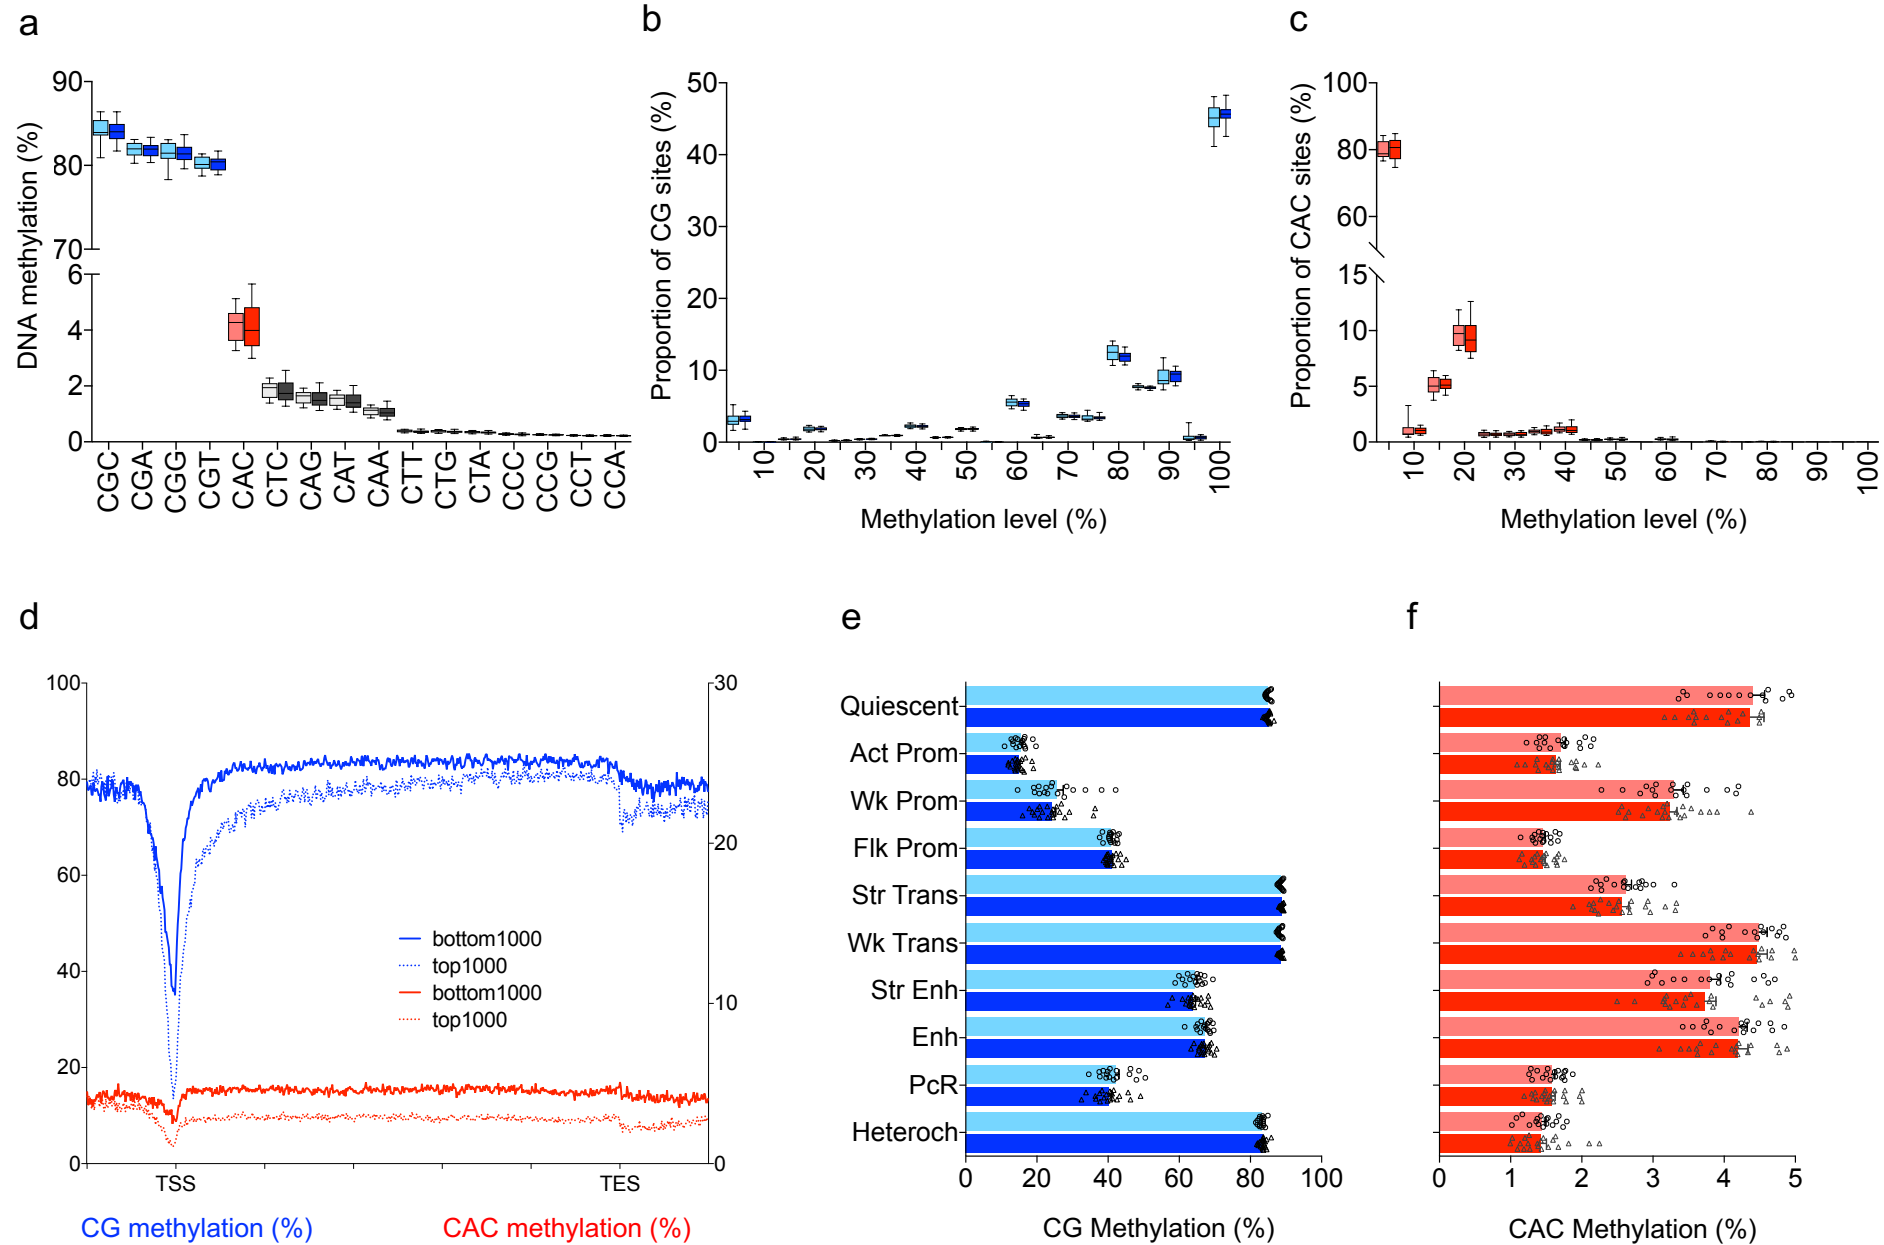 a
90
80
70
6
4
2
0
DNA methylation (%)
CGC
CGA
CGG
CGT
CAC
CTC
CAG
CAT
CAA
CTT
CTG
CTA
CCC
CCG
CCT
CCA
b
50
40
30
20
10
0
Proportion of CG sites (%)
10
20
30
40
50
60
70
80
90
100
Methylation level (%)
c
100
80
60
15
10
5
0
Proportion of CAC sites (%)
10
20
30
40
50
60
70
80
90
100
Methylation level (%)
d
100
80
60
40
20
0
30
20
10
0
bottom1000
top1000
bottom1000
top1000
TSS
TES
CG methylation (%)
CAC methylation (%)
e
Quiescent
Act Prom
Wk Prom
Flk Prom
Str Trans
Wk Trans
Str Enh
Enh
PcR
Heteroch
0
20
40
60
80
100
CG Methylation (%)
f
0
1
2
3
4
5
CAC Methylation (%)